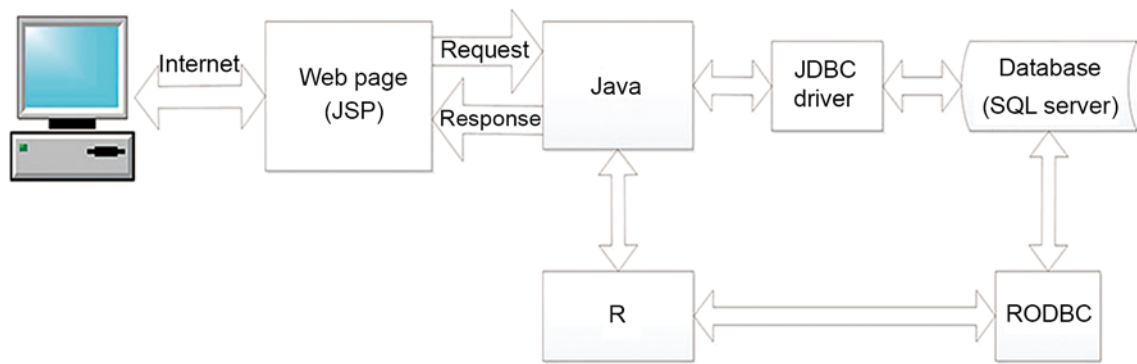 Internet
Web page
(JSP)
Request
Response
Java
JDBC
driver
Database
(SQL server)
R
RODBC